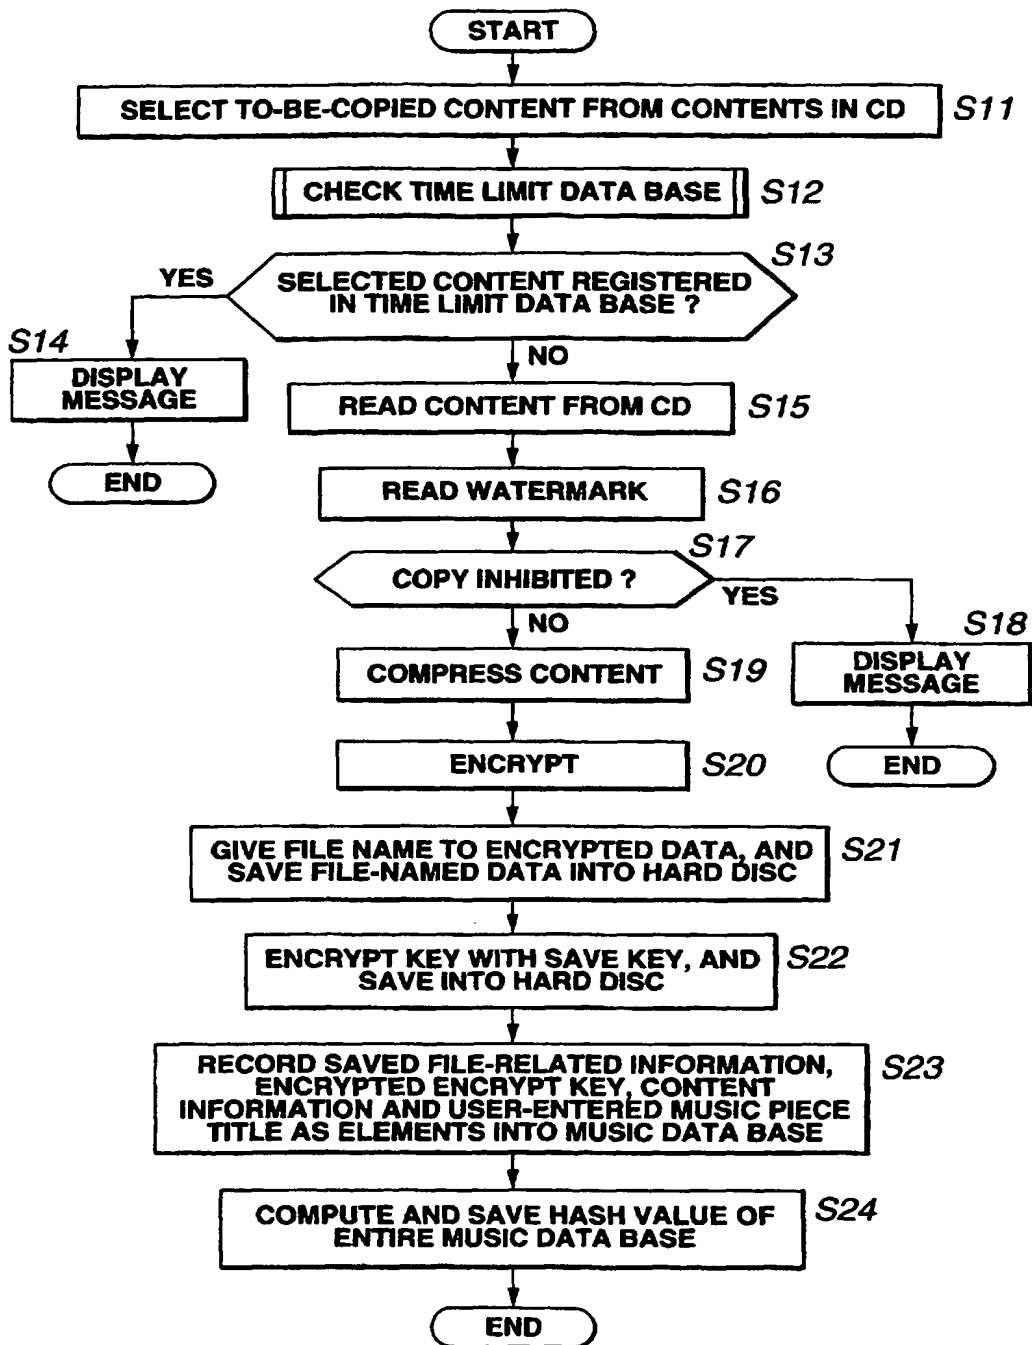 START
SELECT TO-BE-COPIED CONTENT FROM CONTENTS IN CD
S11
CHECK TIME LIMIT DATA BASE
S12
S13
SELECTED CONTENT REGISTERED
IN TIME LIMIT DATA BASE ?
YES
NO
S14
DISPLAY
MESSAGE
END
READ CONTENT FROM CD
S15
READ WATERMARK
S16
S17
COPY INHIBITED ?
YES
NO
S18
DISPLAY
MESSAGE
END
COMPRESS CONTENT
S19
ENCRYPT
S20
GIVE FILE NAME TO ENCRYPTED DATA, AND
SAVE FILE-NAMED DATA INTO HARD DISC
S21
ENCRYPT KEY WITH SAVE KEY, AND
SAVE INTO HARD DISC
S22
RECORD SAVED FILE-RELATED INFORMATION,
ENCRYPTED ENCRYPT KEY, CONTENT
INFORMATION AND USER-ENTERED MUSIC PIECE
TITLE AS ELEMENTS INTO MUSIC DATA BASE
S23
COMPUTE AND SAVE HASH VALUE OF
ENTIRE MUSIC DATA BASE
S24
END